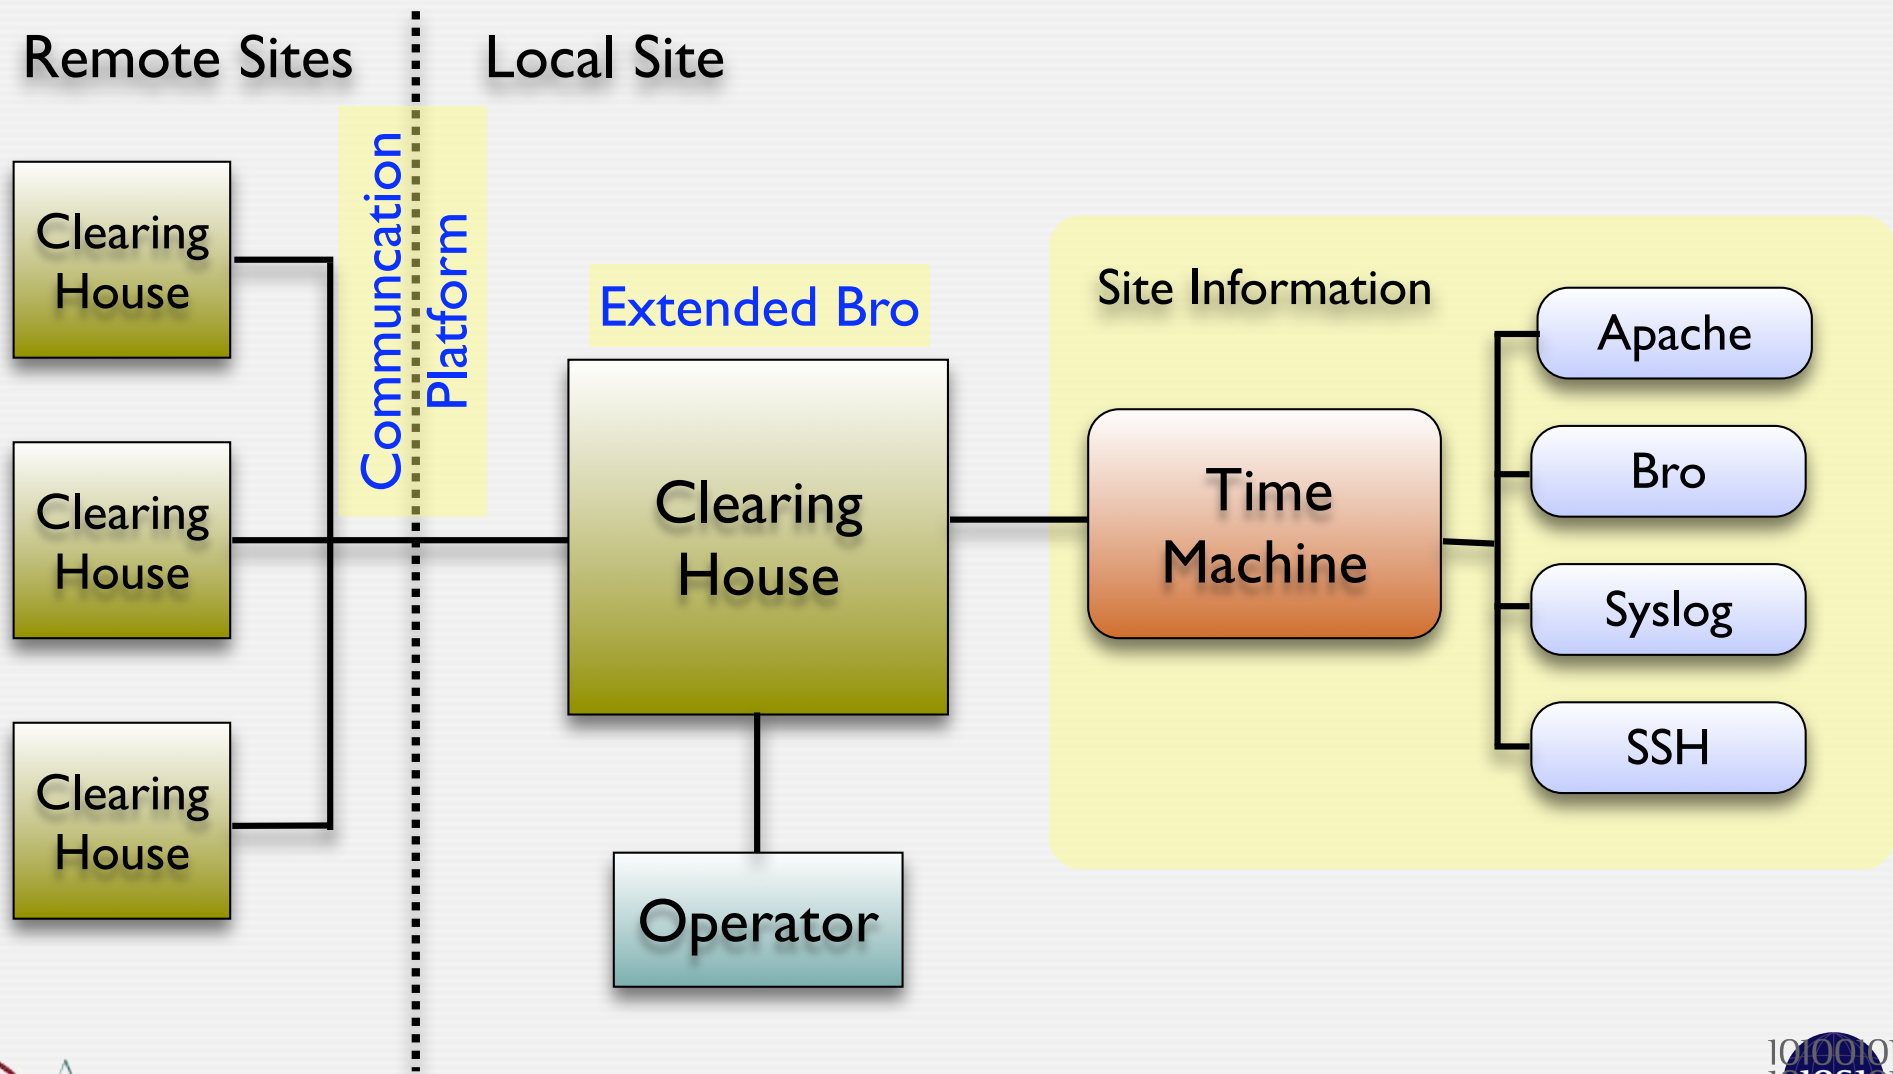 Remote Sites
Local Site
Communcation
Platform
Clearing
House
Clearing
House
Clearing
House
Extended Bro
Clearing
House
Operator
Site Information
Time
Machine
Apache
Bro
Syslog
SSH